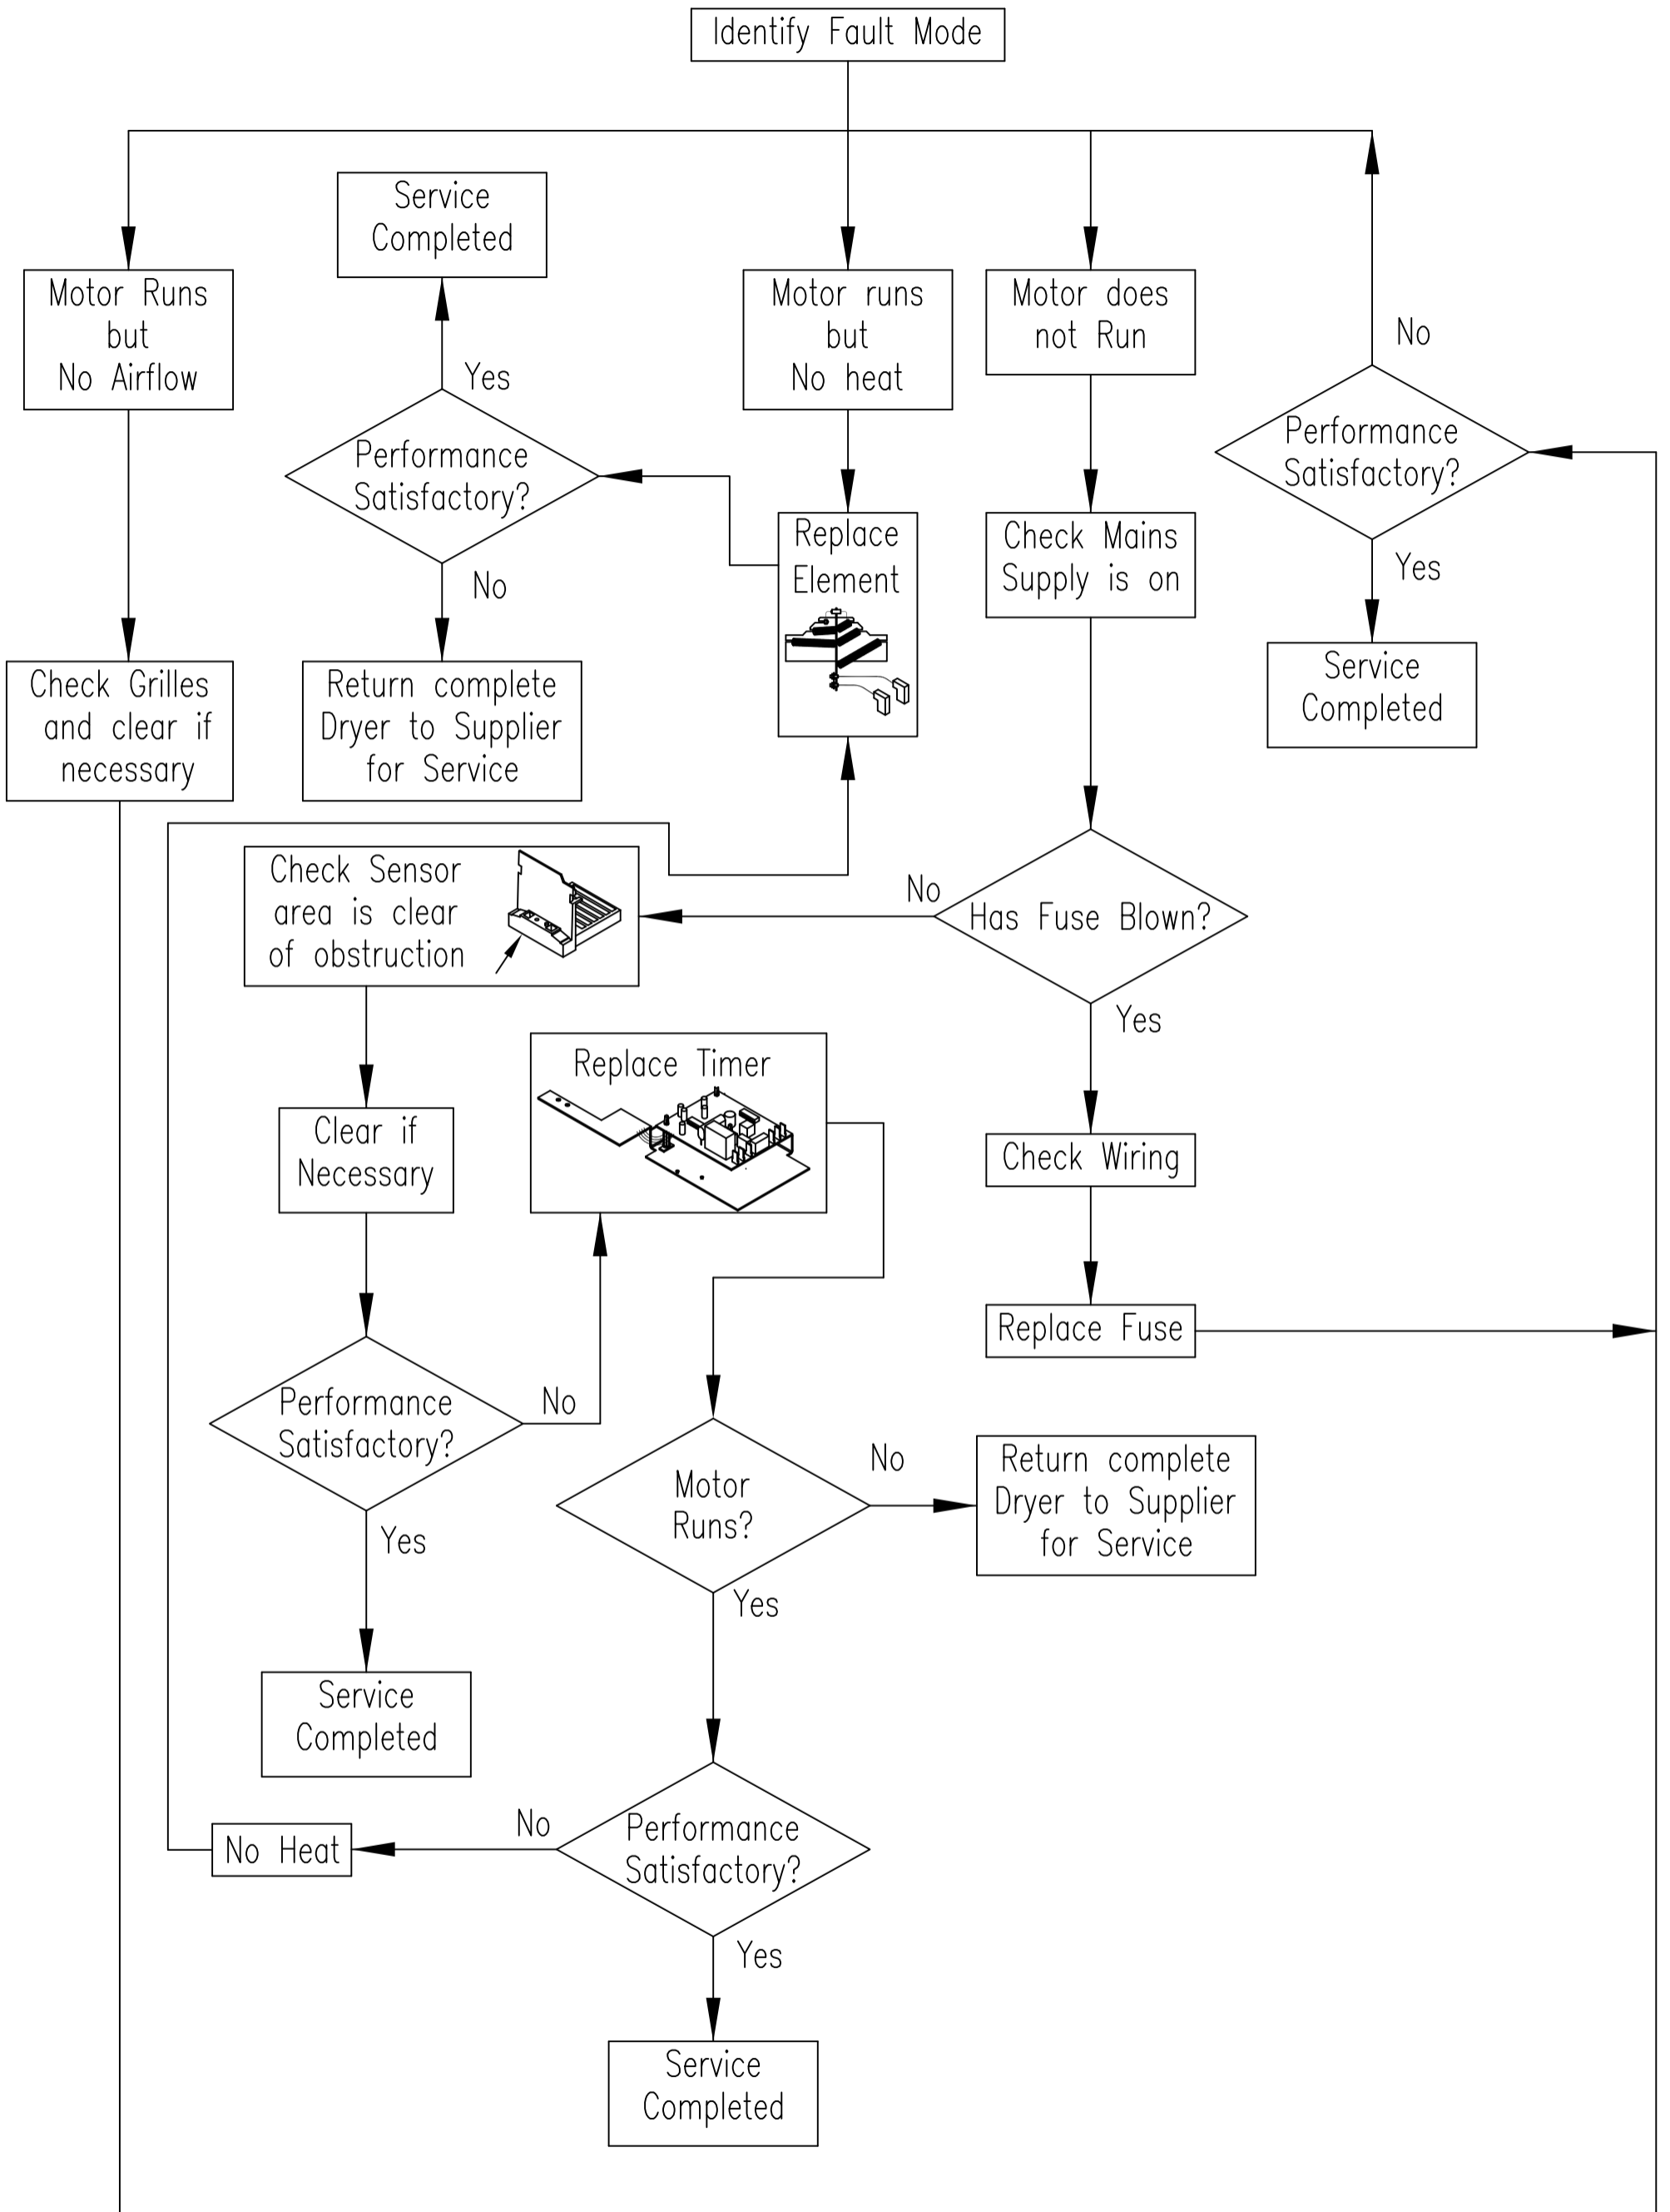 Identify Fault Mode
Service
Completed
Motor Runs
but
No Airflow
Motor runs
but
No heat
Motor does
not Run
No
Yes
Performance
Satisfactory?
Performance
Satisfactory?
No
Yes
Replace
Element
Check Mains
Supply is on
Check Grilles
and clear if
necessary
Return complete
Dryer to Supplier
for Service
Service
Completed
Check Sensor
area is clear
of obstruction
No
Has Fuse Blown?
Yes
Replace Timer
Clear if
Necessary
Check Wiring
Replace Fuse
Performance
Satisfactory?
No
Yes
Motor
Runs?
No
Return complete
Dryer to Supplier
for Service
Yes
Service
Completed
No Heat
No
Performance
Satisfactory?
Yes
Service
Completed